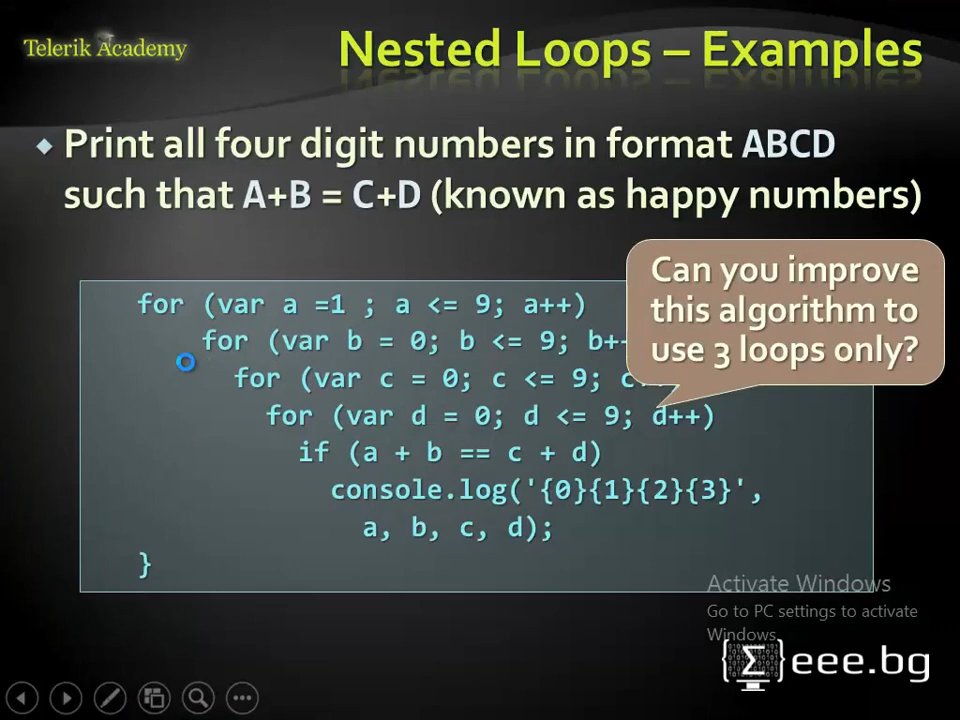 Telerik Academy
Nested Loops – Examples
Print all four digit numbers in format ABCD
such that A+B = C+D (known as happy numbers)
Can you improve
this algorithm to
use 3 loops only?
for (var a =1 ; a <= 9; a++)
for (var b = 0; b <= 9; b++
for (var c = 0; c <= 9; c
for (var d = 0; d <= 9; d++)
if (a + b == c + d)
console.log('{0}{1}{2}{3}',
a, b, c, d);
}
Activate Windows
Go to PC settings to activate
Windows.
eee.bg